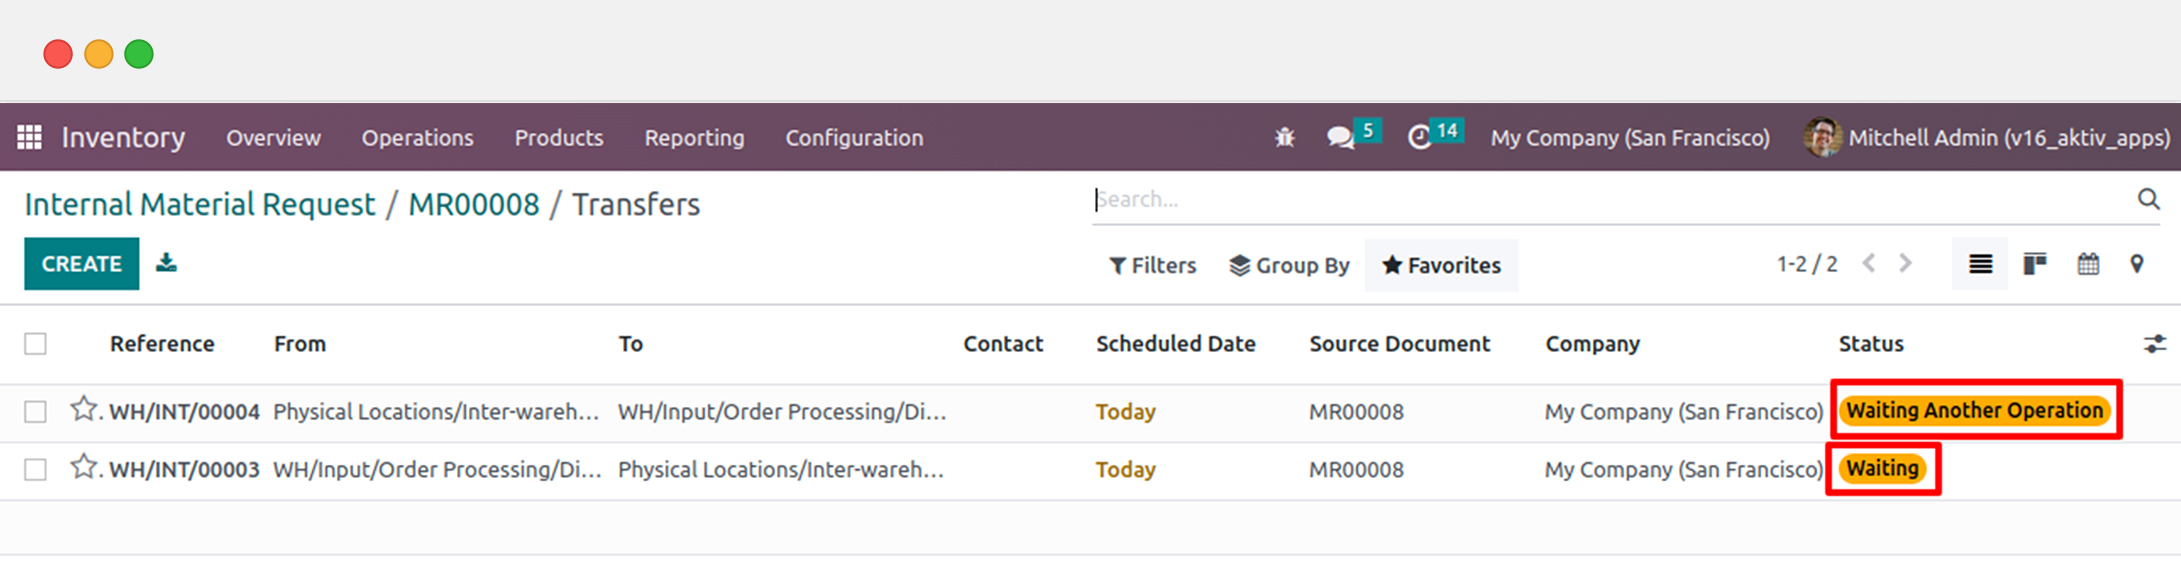 Inventory Overview Operations Products Reporting Configuration 5 14 My Company (San Francisco) Mitchell Admin (v16_aktiv_apps)
Internal Material Request / MR00008 / Transfers Search...
CREATE Filters Group By Favorites 1-2 / 2
Reference From To Contact Scheduled Date Source Document Company Status
WH/INT/00004 Physical Locations/Inter-wareh... WH/Input/Order Processing/Di... Today MR00008 My Company (San Francisco) Waiting Another Operation
WH/INT/00003 WH/Input/Order Processing/Di... Physical Locations/Inter-wareh... Today MR00008 My Company (San Francisco) Waiting